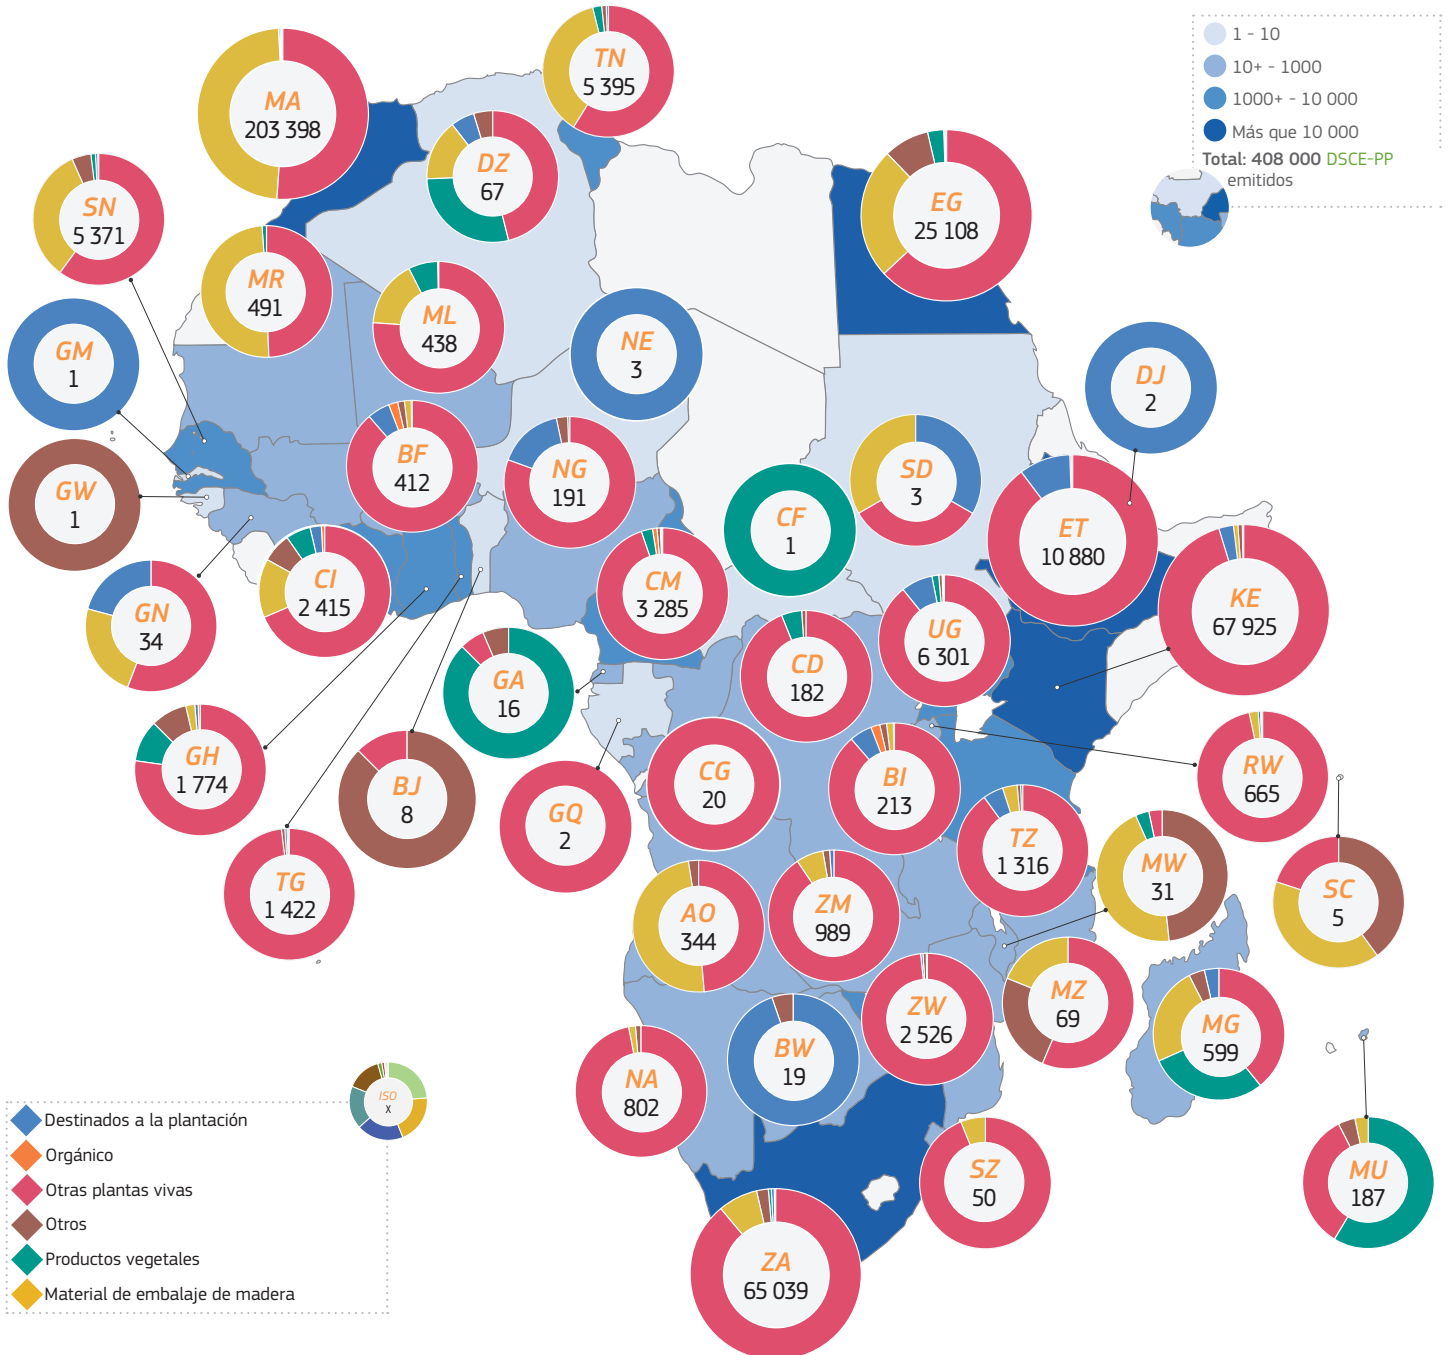 1 - 10
10+ - 1000
1000+ - 10 000
Más que 10 000
Total: 408 000 DSCE-PP
emitidos
TN
5 395
MA
203 398
DZ
67
SN
5 371
EG
25 108
MR
491
ML
438
NE
3
GM
1
DJ
2
BF
412
NG
191
SD
3
GW
1
CF
1
ET
10 880
CI
2 415
CM
3 285
KE
67 925
GN
34
UG
6 301
CD
182
GA
16
GH
1 774
BJ
8
GQ
2
CG
20
BI
213
RW
665
TZ
1 316
MW
31
SC
5
TG
1 422
AO
344
ZM
989
ZW
2 526
MZ
69
MG
599
NA
802
BW
19
SZ
50
MU
187
ZA
65 039
ISO
X
Destinados a la plantación
Orgánico
Otras plantas vivas
Otros
Productos vegetales
Material de embalaje de madera